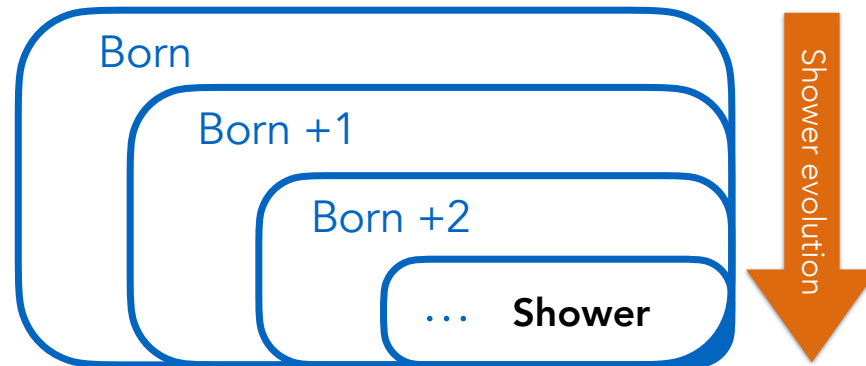 Born
Born +1
Born +2
... Shower
Shower evolution